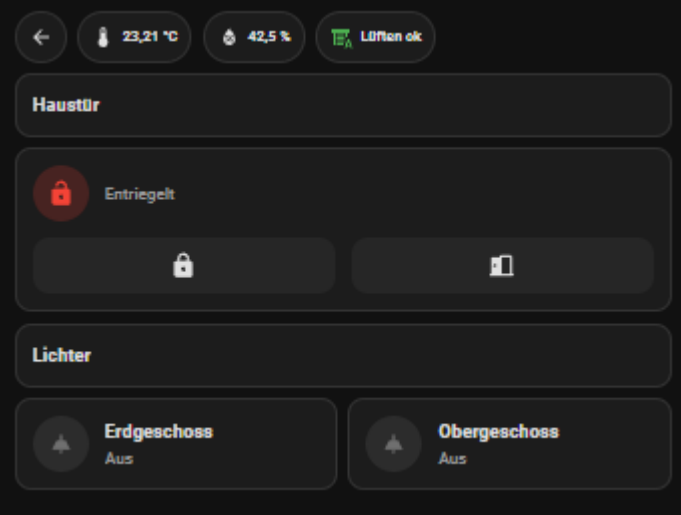 23,21 °C 42,5 % Lüften ok
Haustür
Entriegelt
Lichter
Erdgeschoss Obergeschoss
Aus Aus